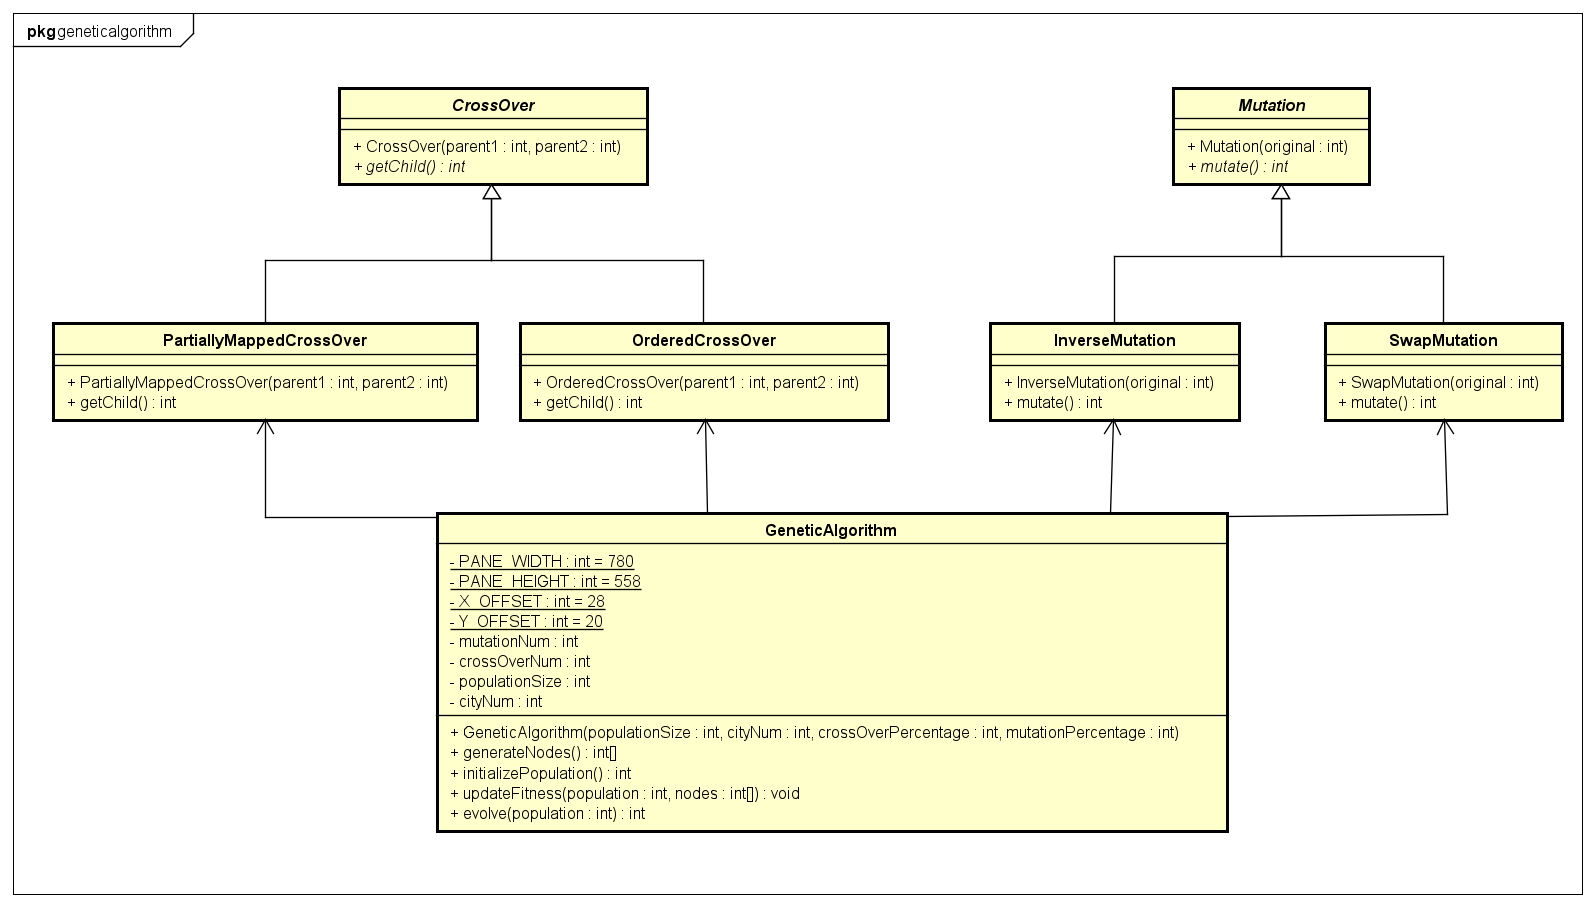 pkg geneticalgorithm
CrossOver
+ CrossOver(parent1 : int, parent2 : int)
+ getChild() : int
Mutation
+ Mutation(original : int)
+ mutate() : int
PartiallyMappedCrossOver
+ PartiallyMappedCrossOver(parent1 : int, parent2 : int)
+ getChild() : int
OrderedCrossOver
+ OrderedCrossOver(parent1 : int, parent2 : int)
+ getChild() : int
InverseMutation
+ InverseMutation(original : int)
+ mutate() : int
SwapMutation
+ SwapMutation(original : int)
+ mutate() : int
GeneticAlgorithm
- PANE_WIDTH : int = 780
- PANE_HEIGHT : int = 558
- X_OFFSET : int = 28
- Y_OFFSET : int = 20
- mutationNum : int
- crossOverNum : int
- populationSize : int
- cityNum : int
+ GeneticAlgorithm(populationSize : int, cityNum : int, crossOverPercentage : int, mutationPercentage : int)
+ generateNodes() : int[]
+ initializePopulation() : int
+ updateFitness(population : int, nodes : int[]) : void
+ evolve(population : int) : int